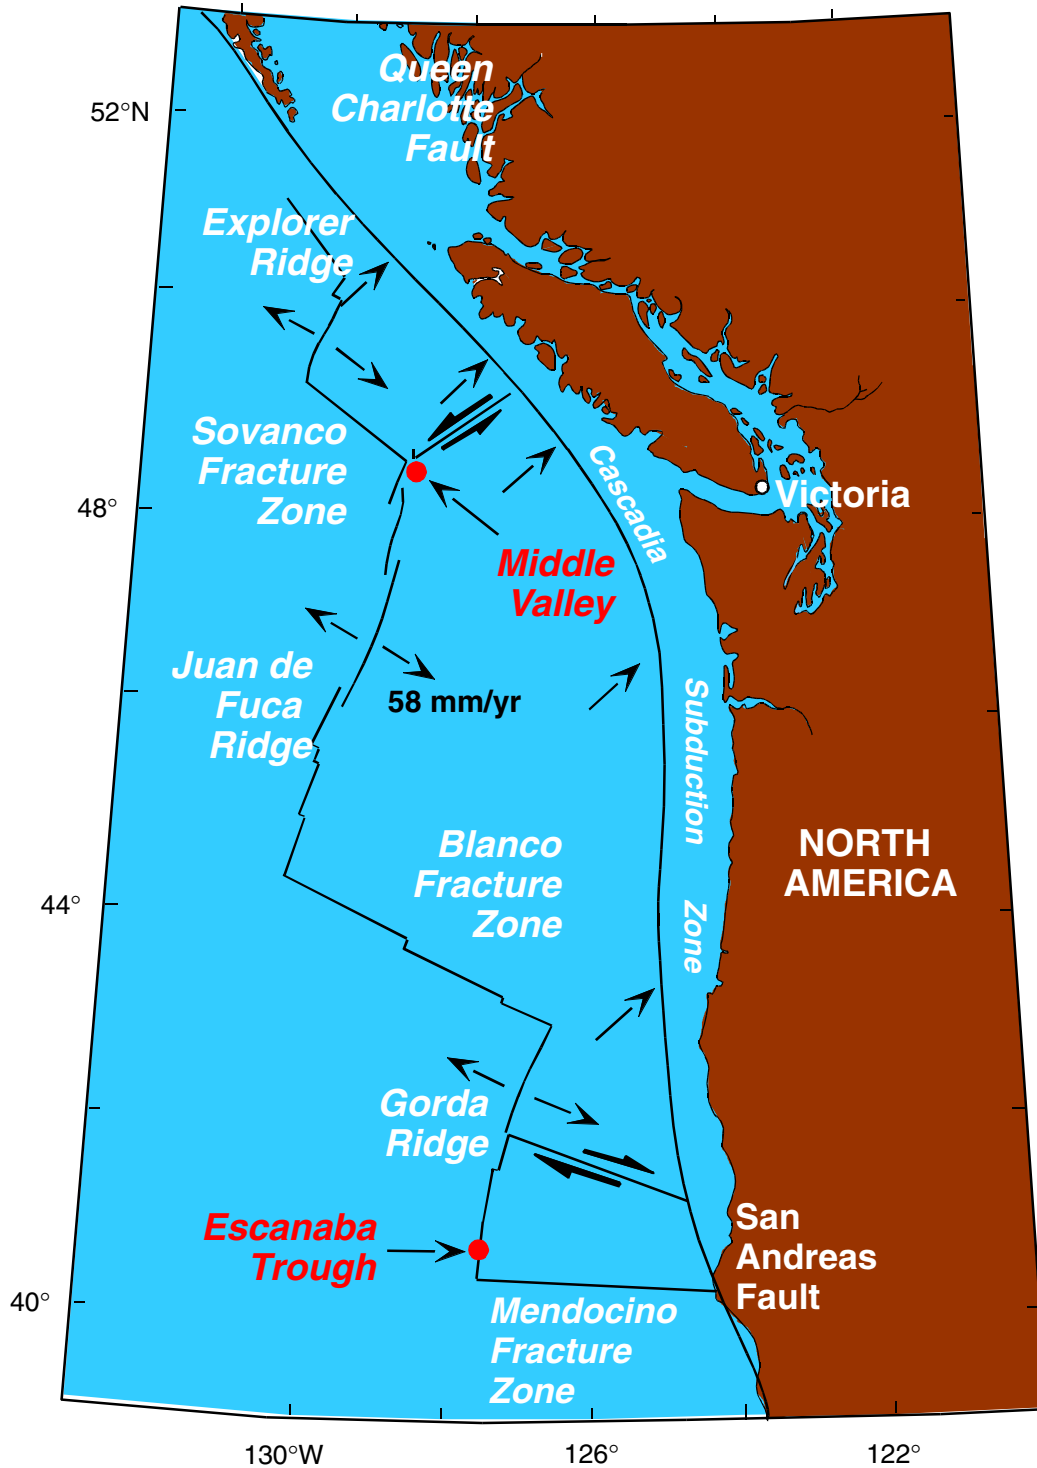 Queen
Charlotte
Fault
52°N
Explorer
Ridge
Sovanco
Fracture
Zone
Cascadia
48°
Victoria
Middle
Valley
Juan de
Fuca
Ridge
58 mm/yr
Subduction
Zone
Blanco
Fracture
Zone
NORTH
AMERICA
44°
Gorda
Ridge
Escanaba
Trough
San
Andreas
Fault
40°
Mendocino
Fracture
Zone
130°W
126°
122°